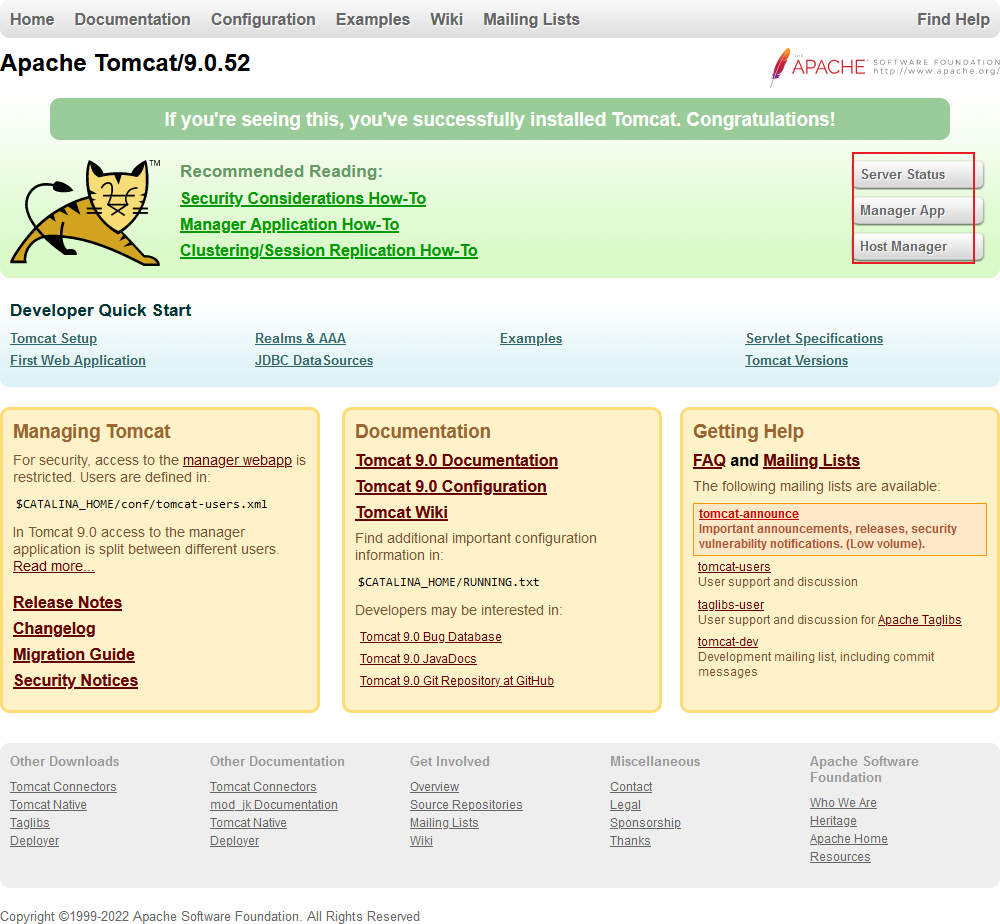 Home Documentation Configuration Examples Wiki Mailing Lists Find Help
Apache Tomcat/9.0.52
THE APACHE SOFTWARE FOUNDATION
http://www.apache.org/
If you're seeing this, you've successfully installed Tomcat. Congratulations!
TM
Recommended Reading:
Security Considerations How-To
Manager Application How-To
Clustering/Session Replication How-To
Server Status
Manager App
Host Manager
Developer Quick Start
Tomcat Setup
First Web Application
Realms & AAA
JDBC DataSources
Examples
Servlet Specifications
Tomcat Versions
Managing Tomcat
For security, access to the manager webapp is
restricted. Users are defined in:
$CATALINA_HOME/conf/tomcat-users.xml
In Tomcat 9.0 access to the manager
application is split between different users.
Read more...
Release Notes
Changelog
Migration Guide
Security Notices
Documentation
Tomcat 9.0 Documentation
Tomcat 9.0 Configuration
Tomcat Wiki
Find additional important configuration
information in:
$CATALINA_HOME/RUNNING.txt
Developers may be interested in:
Tomcat 9.0 Bug Database
Tomcat 9.0 JavaDocs
Tomcat 9.0 Git Repository at GitHub
Getting Help
FAQ and Mailing Lists
The following mailing lists are available:
tomcat-announce
Important announcements, releases, security
vulnerability notifications. (Low volume).
tomcat-users
User support and discussion
taglibs-user
User support and discussion for Apache Taglibs
tomcat-dev
Development mailing list, including commit
messages
Other Downloads
Tomcat Connectors
Tomcat Native
Taglibs
Deployer
Other Documentation
Tomcat Connectors
mod_jk Documentation
Tomcat Native
Deployer
Get Involved
Overview
Source Repositories
Mailing Lists
Wiki
Miscellaneous
Contact
Legal
Sponsorship
Thanks
Apache Software
Foundation
Who We Are
Heritage
Apache Home
Resources
Copyright ©1999-2022 Apache Software Foundation. All Rights Reserved